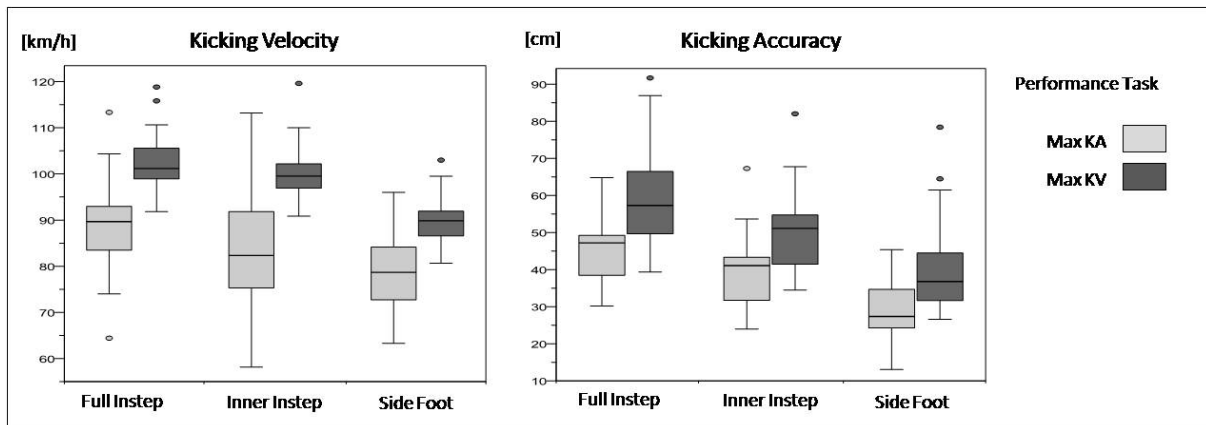 [km/h] Kicking Velocity
120
110
100
90
80
70
60
Full Instep Inner Instep Side Foot
[cm] Kicking Accuracy
90
80
70
60
50
40
30
20
10
Full Instep Inner Instep Side Foot
Performance Task
Max KA
Max KV